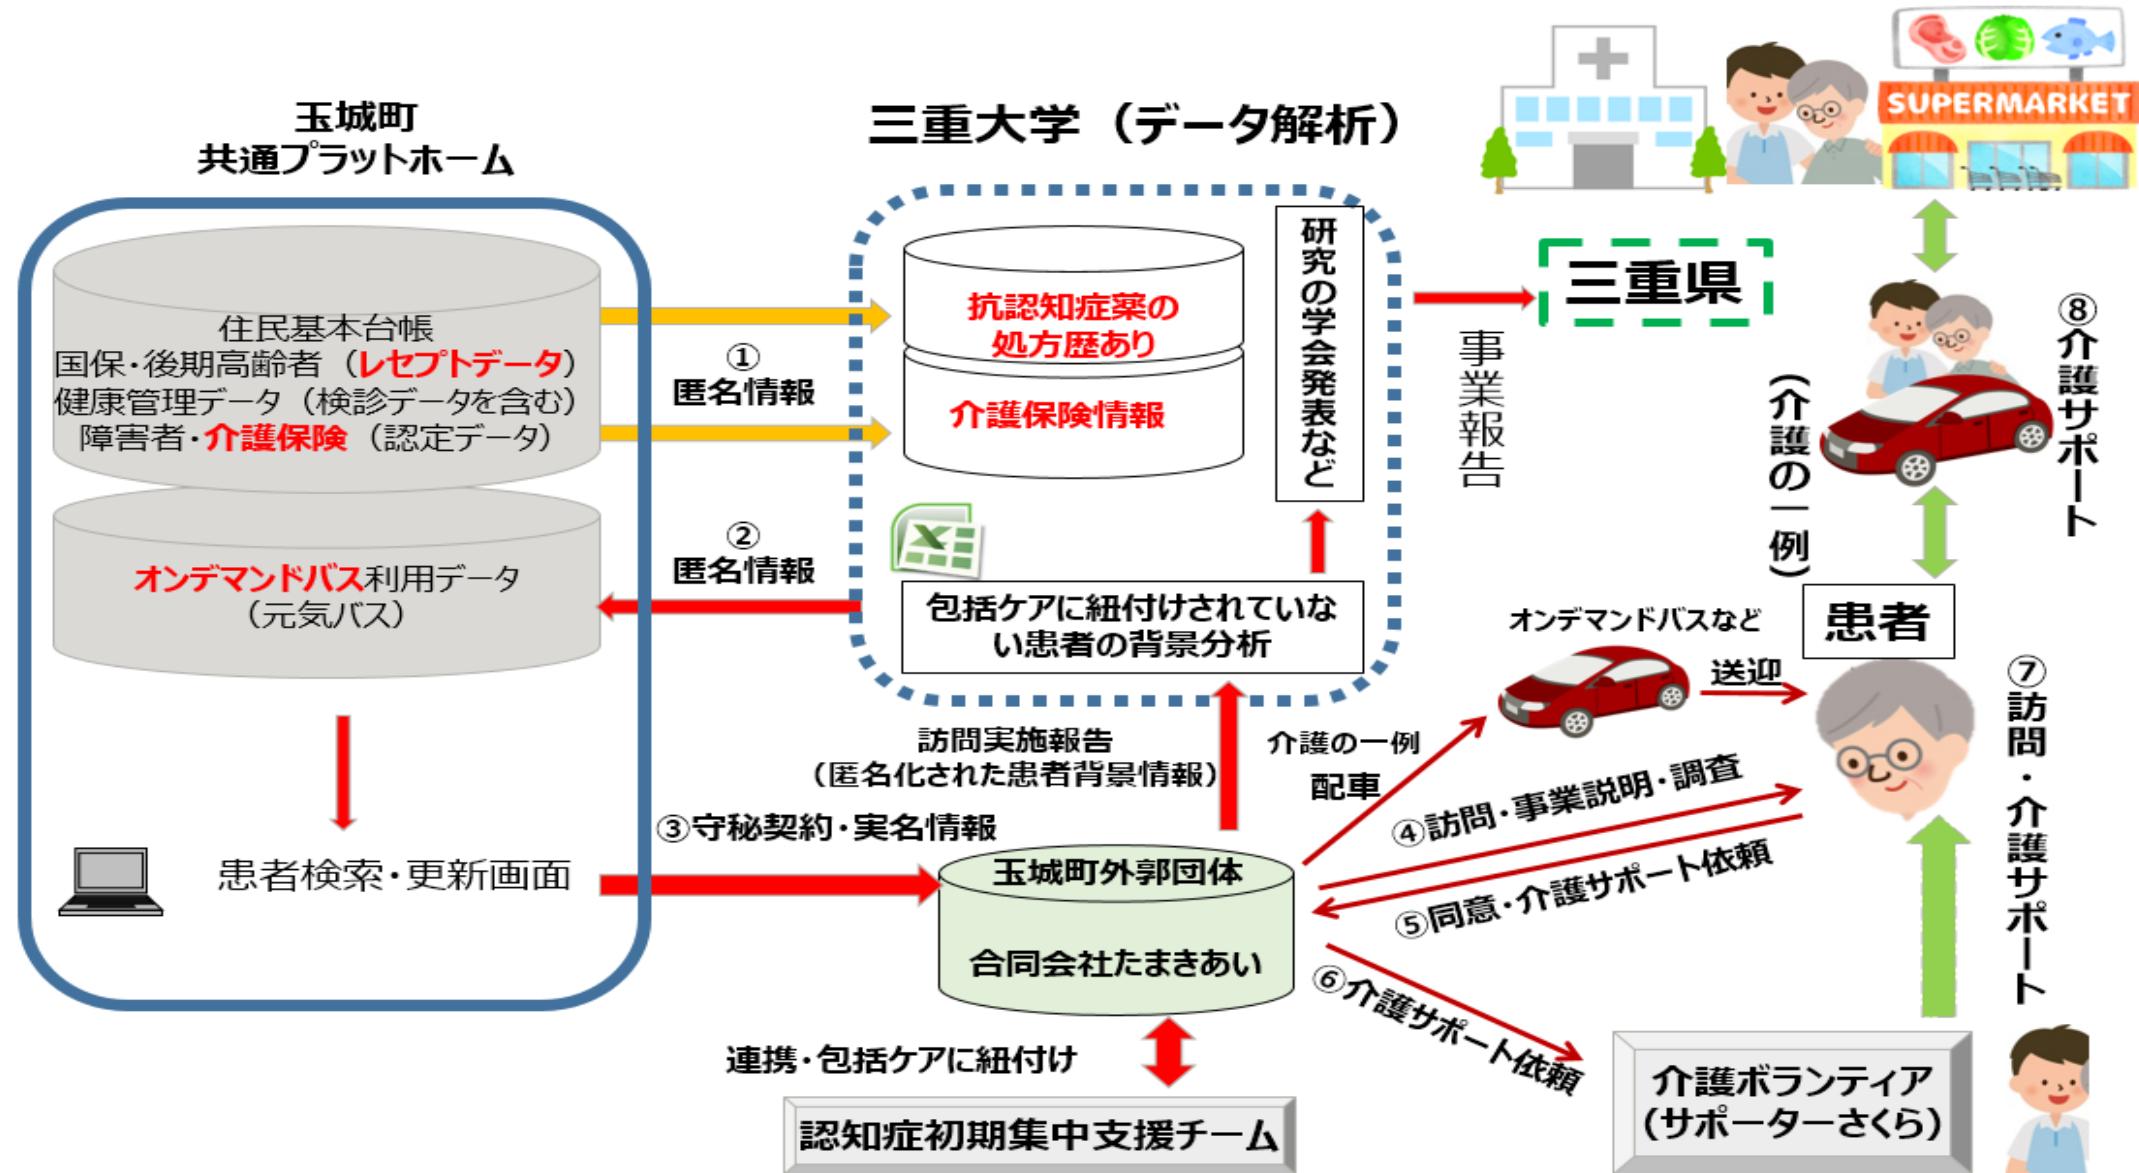 玉城町
共通プラットホーム
住民基本台帳
国保・後期高齢者（レセプトデータ）
健康管理データ（検診データを含む）
障害者・介護保険（認定データ）
オンデマンドバス利用データ
（元気バス）
患者検索・更新画面
①
匿名情報
②
匿名情報
三重大学（データ解析）
抗認知症薬の
処方歴あり
介護保険情報
研究の学会発表など
包括ケアに紐付けされていな
い患者の背景分析
事業報告
三重県
SUPERMARKET
⑧介護サポート
（介護の一例）
患者
オンデマンドバスなど
送迎
⑦訪問・介護サポート
訪問実施報告
（匿名化された患者背景情報）
介護の一例
配車
③守秘契約・実名情報
④訪問・事業説明・調査
⑤同意・介護サポート依頼
⑥介護サポート依頼
玉城町外郭団体
合同会社たまきあい
連携・包括ケアに紐付け
認知症初期集中支援チーム
介護ボランティア
(サポーターさくら)